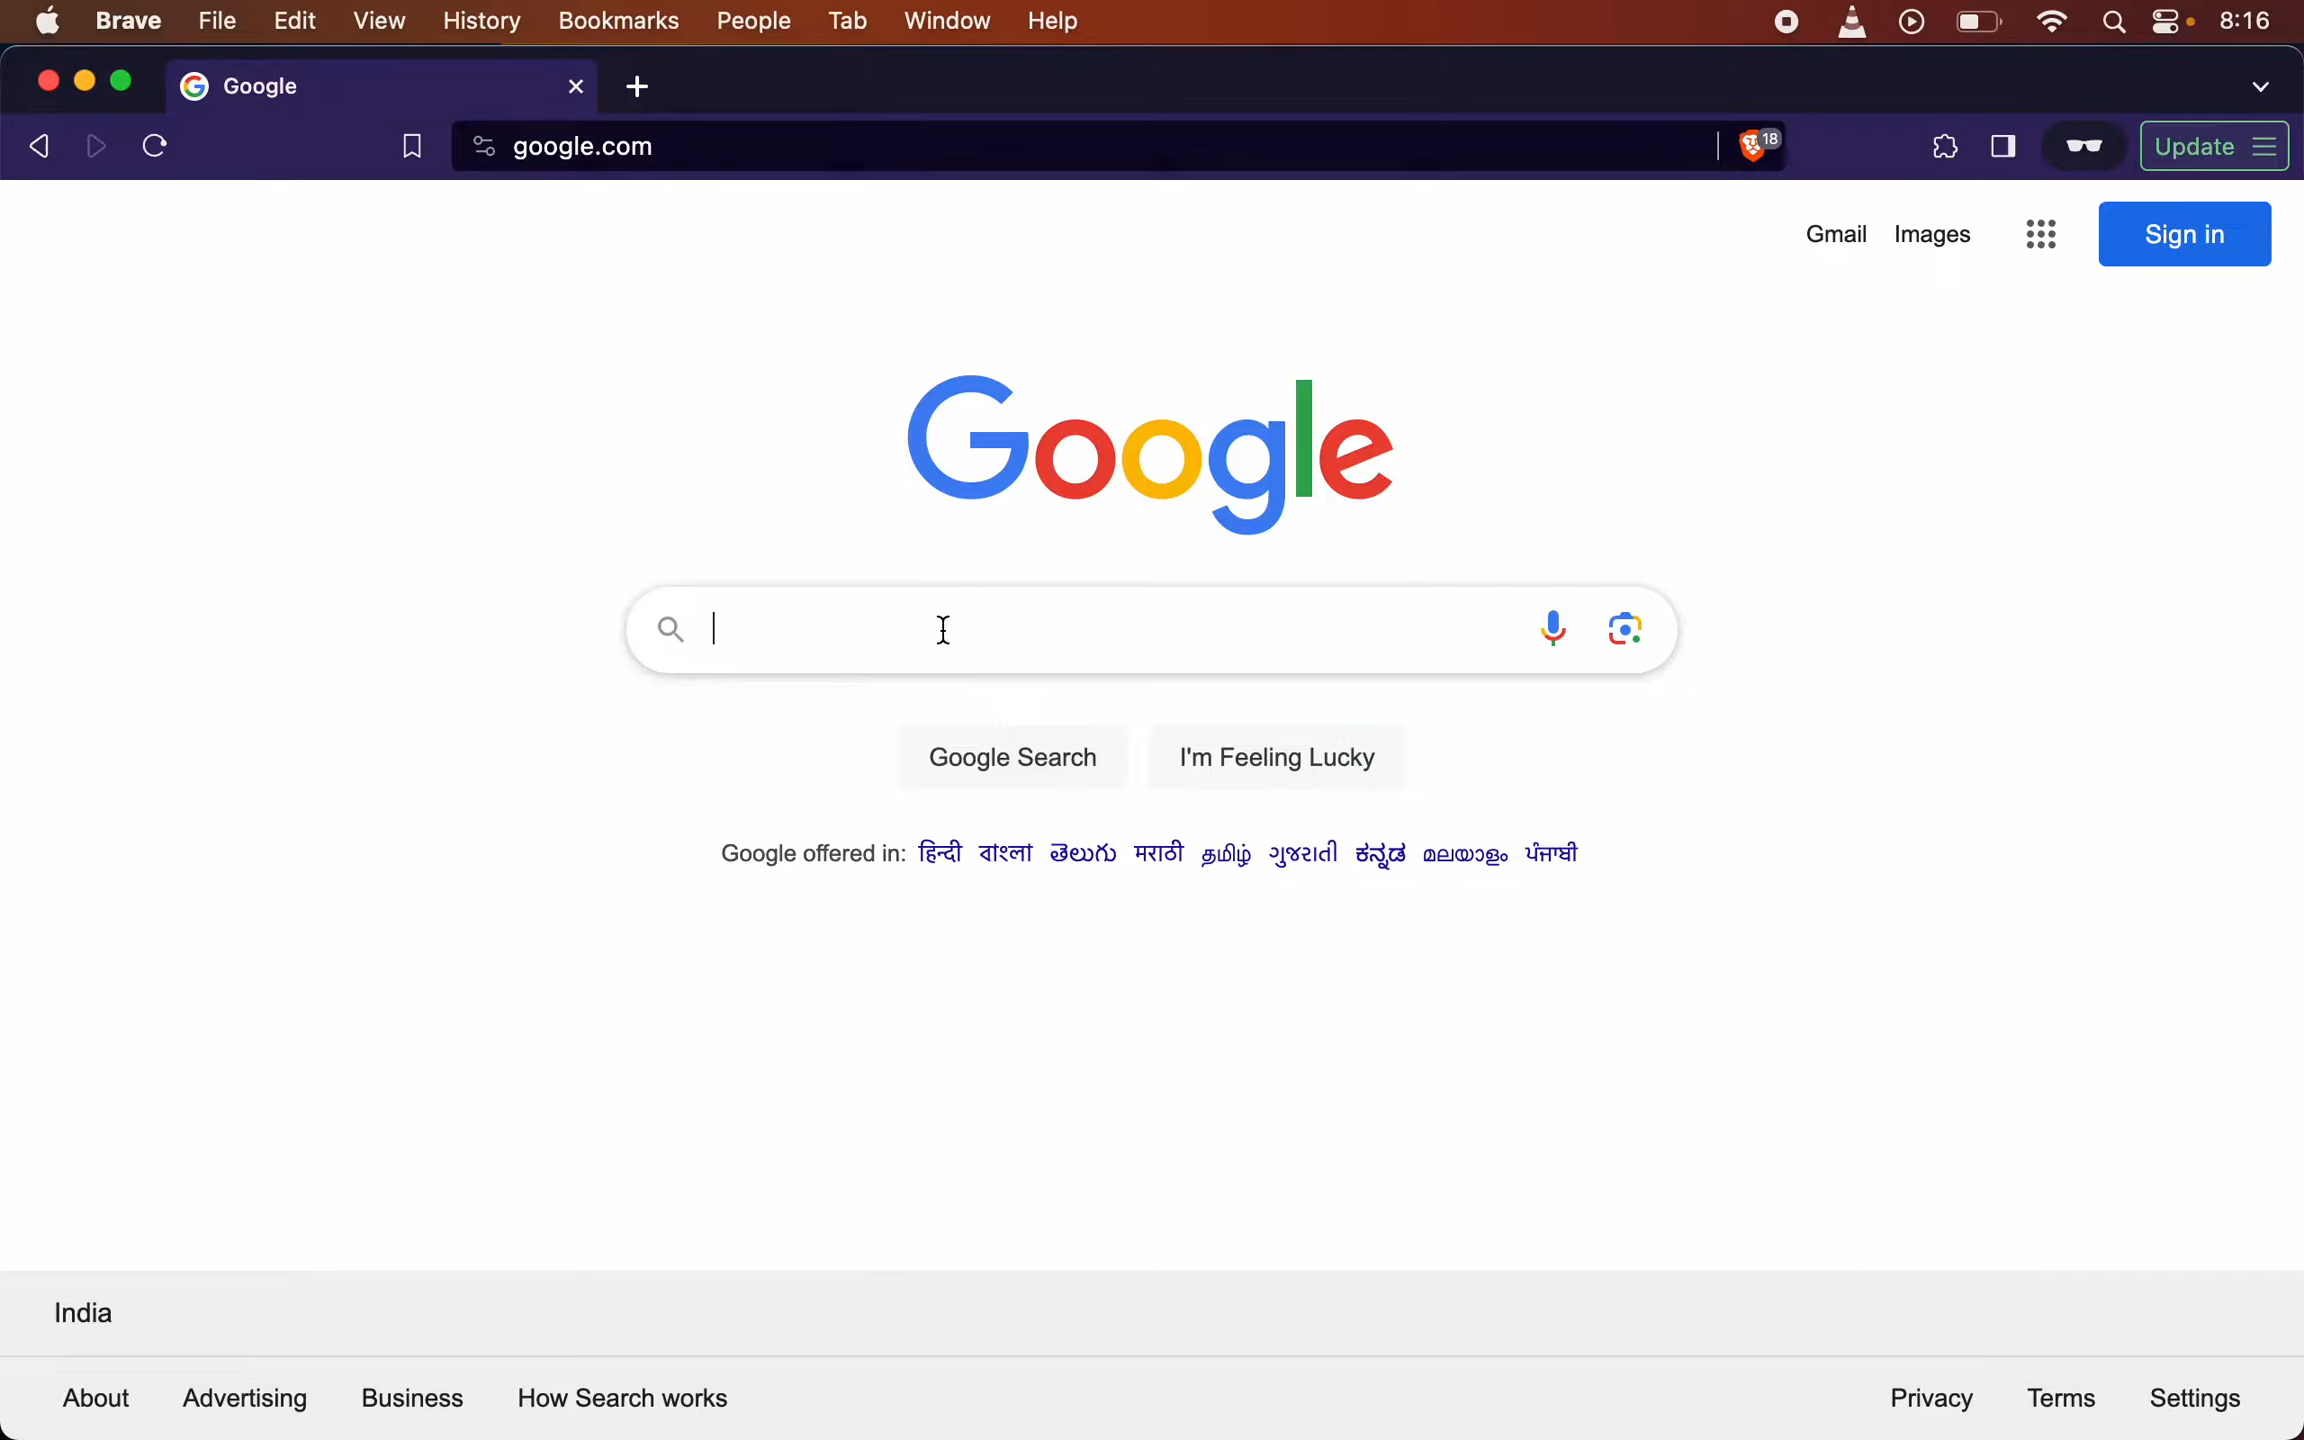 Brave File Edit View History Bookmarks People Tab Window Help 8:16
Google
google.com 18 Update
Gmail Images Sign in
Google
Google Search I'm Feeling Lucky
Google offered in: हिन्दी বাংলা తెలుగు मराठी தமிழ் ગુજરાતી ಕನ್ನಡ മലയാളം ਪੰਜਾਬੀ
India
About Advertising Business How Search works Privacy Terms Settings